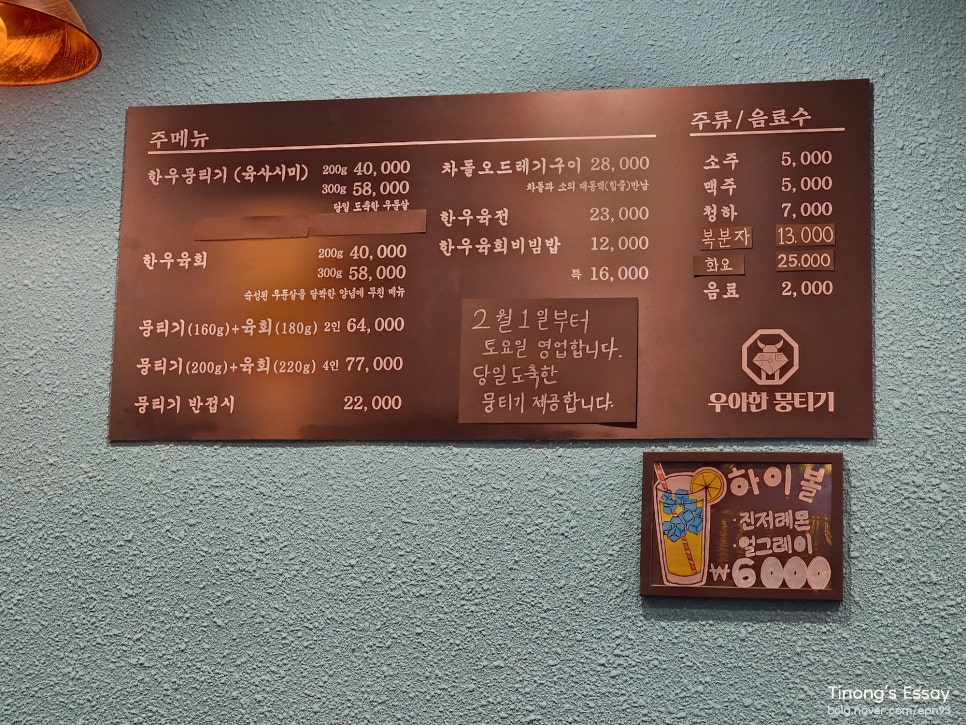 주메뉴
한우뭉티기 (육사시미) 200g 40,000
300g 58,000
당일 도축한 우둔살
한우육회 200g 40,000
300g 58,000
숙성된 우둔살을 달짝한 양념에 무친 메뉴
뭉티기(160g)+육회(180g) 2인 64,000
뭉티기(200g)+육회(220g) 4인 77,000
뭉티기 반접시 22,000
차돌오드레기구이 28,000
차돌과 소의 대동맥(힘줄)만남
한우육전 23,000
한우육회비빔밥 12,000
특 16,000
2월1일부터
토요일 영업합니다.
당일도축한
뭉티기 제공합니다.
주류/음료수
소주 5,000
맥주 5,000
청하 7,000
복분자 13.000
화요 25.000
음료 2,000
우아한 뭉티기
하이볼
·진저레몬
·얼그레이
₩6000
Tinong's Essay
bolg.naver.com/epn93